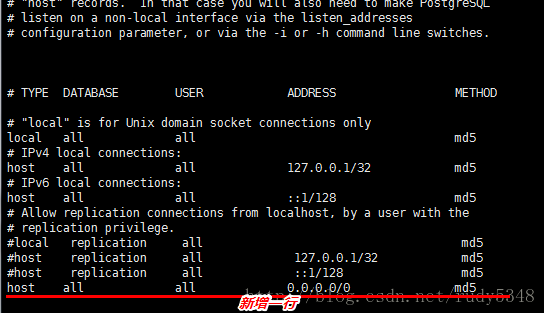 # "host" records.  In that case you will also need to make PostgreSQL
# listen on a non-local interface via the listen_addresses
# configuration parameter, or via the -i or -h command line switches.
# TYPE  DATABASE        USER            ADDRESS                 METHOD
# "local" is for Unix domain socket connections only
local   all             all                                     md5
# IPv4 local connections:
host    all             all             127.0.0.1/32            md5
# IPv6 local connections:
host    all             all             ::1/128                 md5
# Allow replication connections from localhost, by a user with the
# replication privilege.
#local   replication     all                                     md5
#host    replication     all             127.0.0.1/32            md5
#host    replication     all             ::1/128                 md5
host    all             all             0.0.0.0/0               md5
http://blog.csdn.net/rudy5348
新增一行